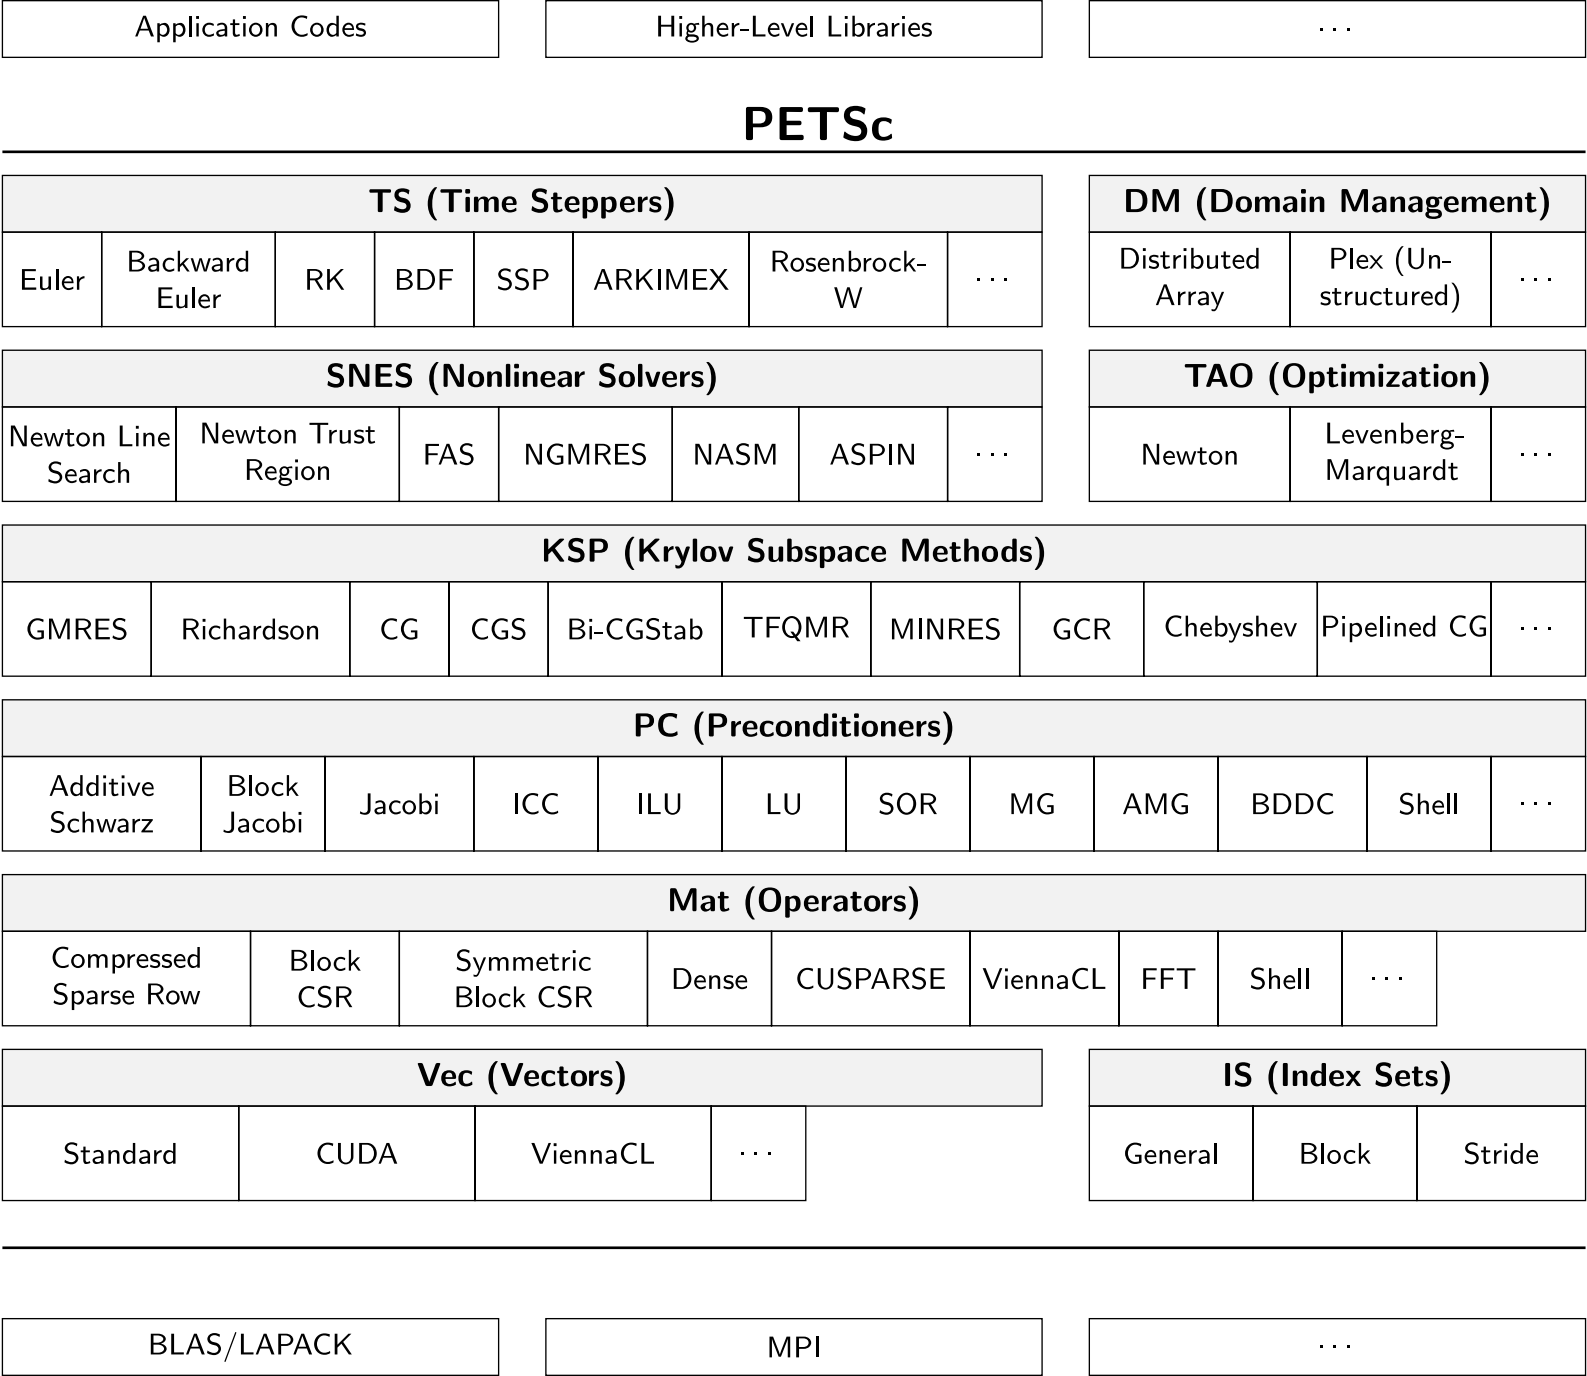 Application Codes
Higher-Level Libraries
...
PETSc
TS (Time Steppers)
DM (Domain Management)
Euler
Backward
Euler
RK
BDF
SSP
ARKIMEX
Rosenbrock-
W
...
Distributed
Array
Plex (Un-
structured)
...
SNES (Nonlinear Solvers)
TAO (Optimization)
Newton Line
Search
Newton Trust
Region
FAS
NGMRES
NASM
ASPIN
...
Newton
Levenberg-
Marquardt
...
KSP (Krylov Subspace Methods)
GMRES
Richardson
CG
CGS
Bi-CGStab
TFQMR
MINRES
GCR
Chebyshev
Pipelined CG
...
PC (Preconditioners)
Additive
Schwarz
Block
Jacobi
Jacobi
ICC
ILU
LU
SOR
MG
AMG
BDDC
Shell
...
Mat (Operators)
Compressed
Sparse Row
Block
CSR
Symmetric
Block CSR
Dense
CUSPARSE
ViennaCL
FFT
Shell
...
Vec (Vectors)
IS (Index Sets)
Standard
CUDA
ViennaCL
...
General
Block
Stride
BLAS/LAPACK
MPI
...